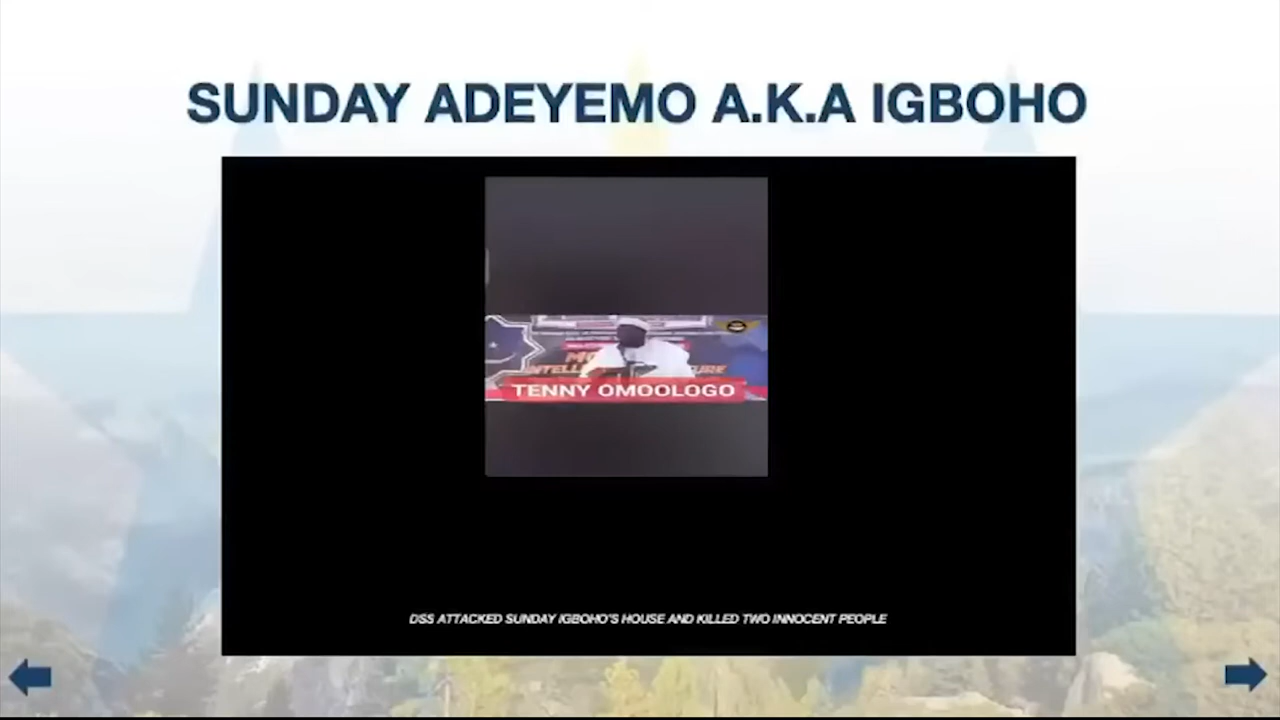 SUNDAY ADEYEMO A.K.A IGBOHO
TENNY OMOOLOGO
DSS ATTACKED SUNDAY IGBOHO'S HOUSE AND KILLED TWO INNOCENT PEOPLE